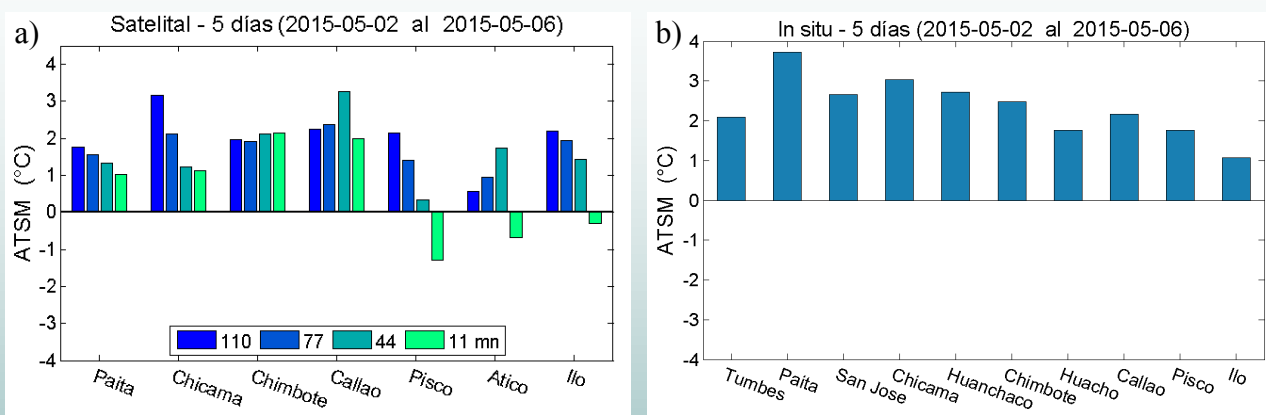 a)
Satelital - 5 días (2015-05-02 al 2015-05-06)
ATSM (°C)
4
3
2
1
0
-1
-2
-3
-4
110 77 44 11 mn
Paita Chicama Chimbote Callao Pisco Atico Ilo
b)
In situ - 5 días (2015-05-02 al 2015-05-06)
ATSM (°C)
4
3
2
1
0
-1
-2
-3
-4
Tumbes Paita San Jose Chicama Huanchaco Chimbote Huacho Callao Pisco Ilo